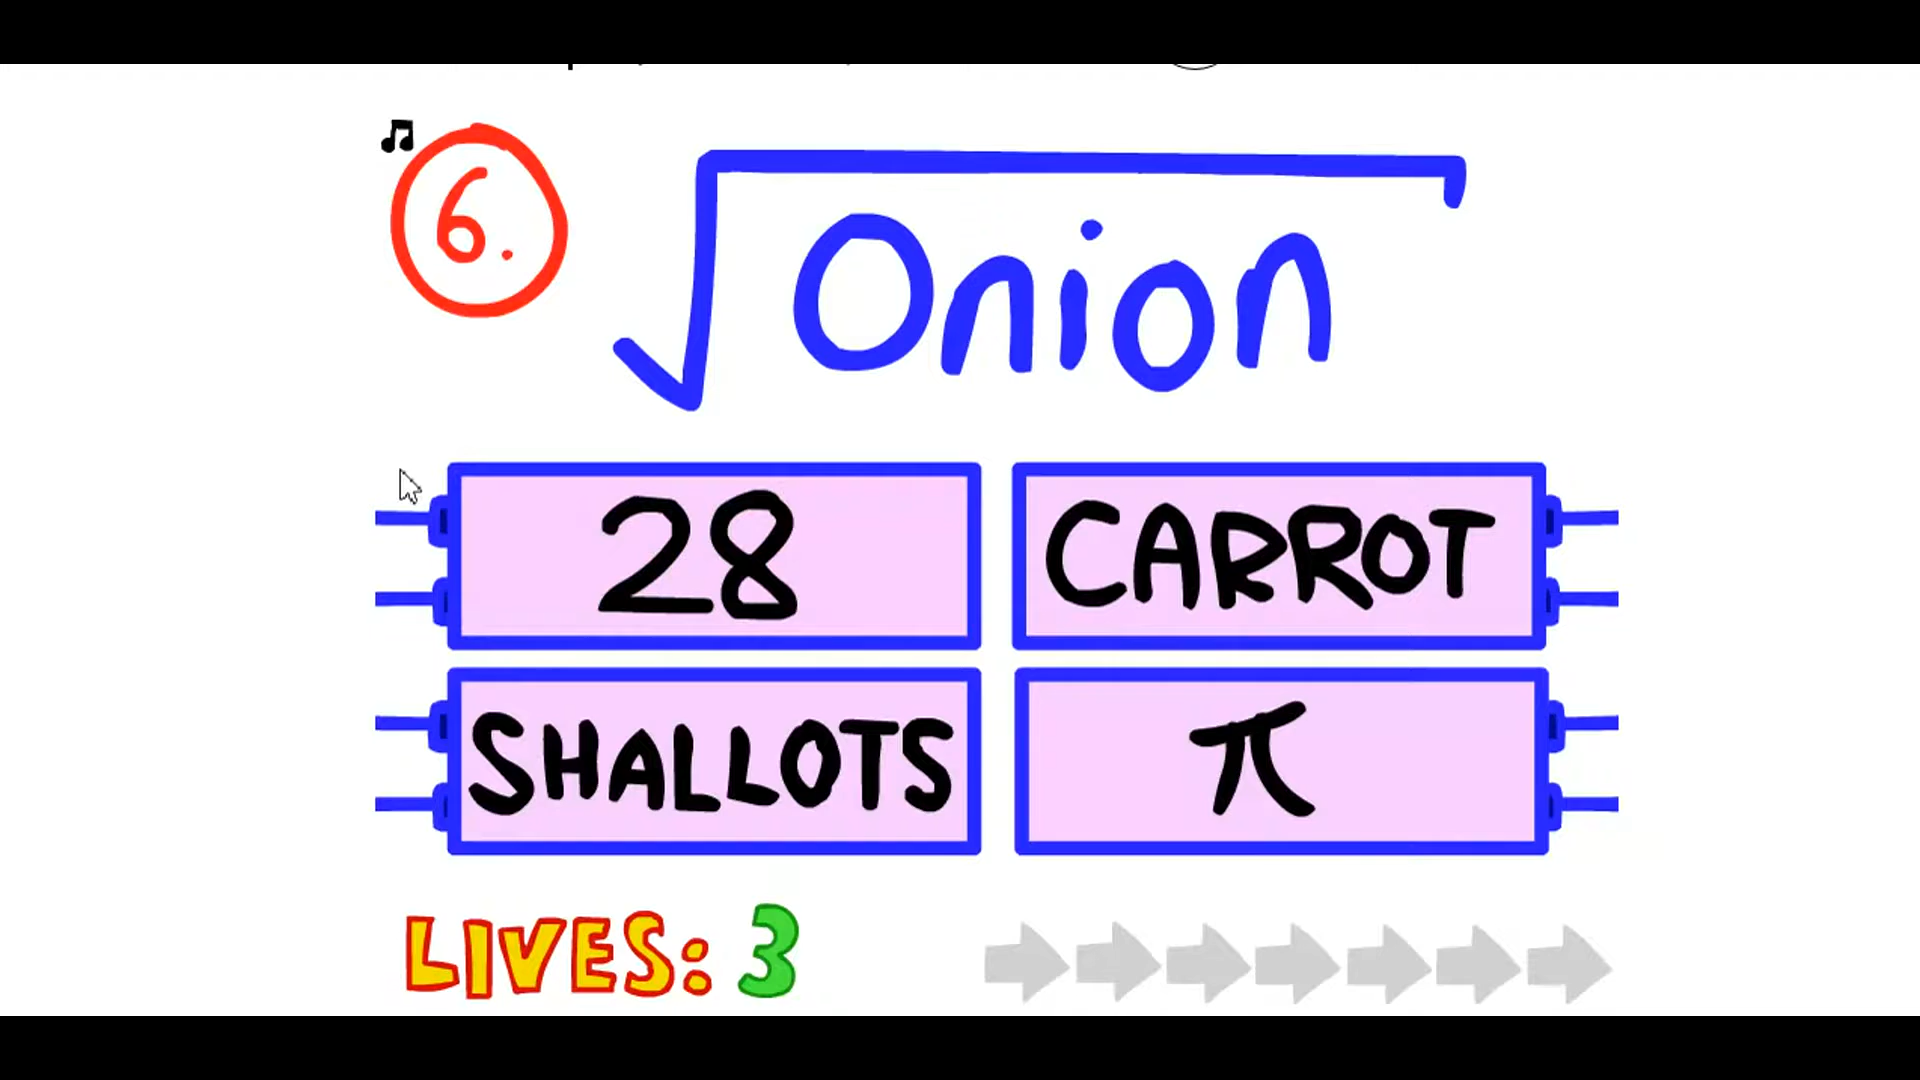 6.
√Onion
28
CARROT
SHALLOTS
π
LIVES: 3